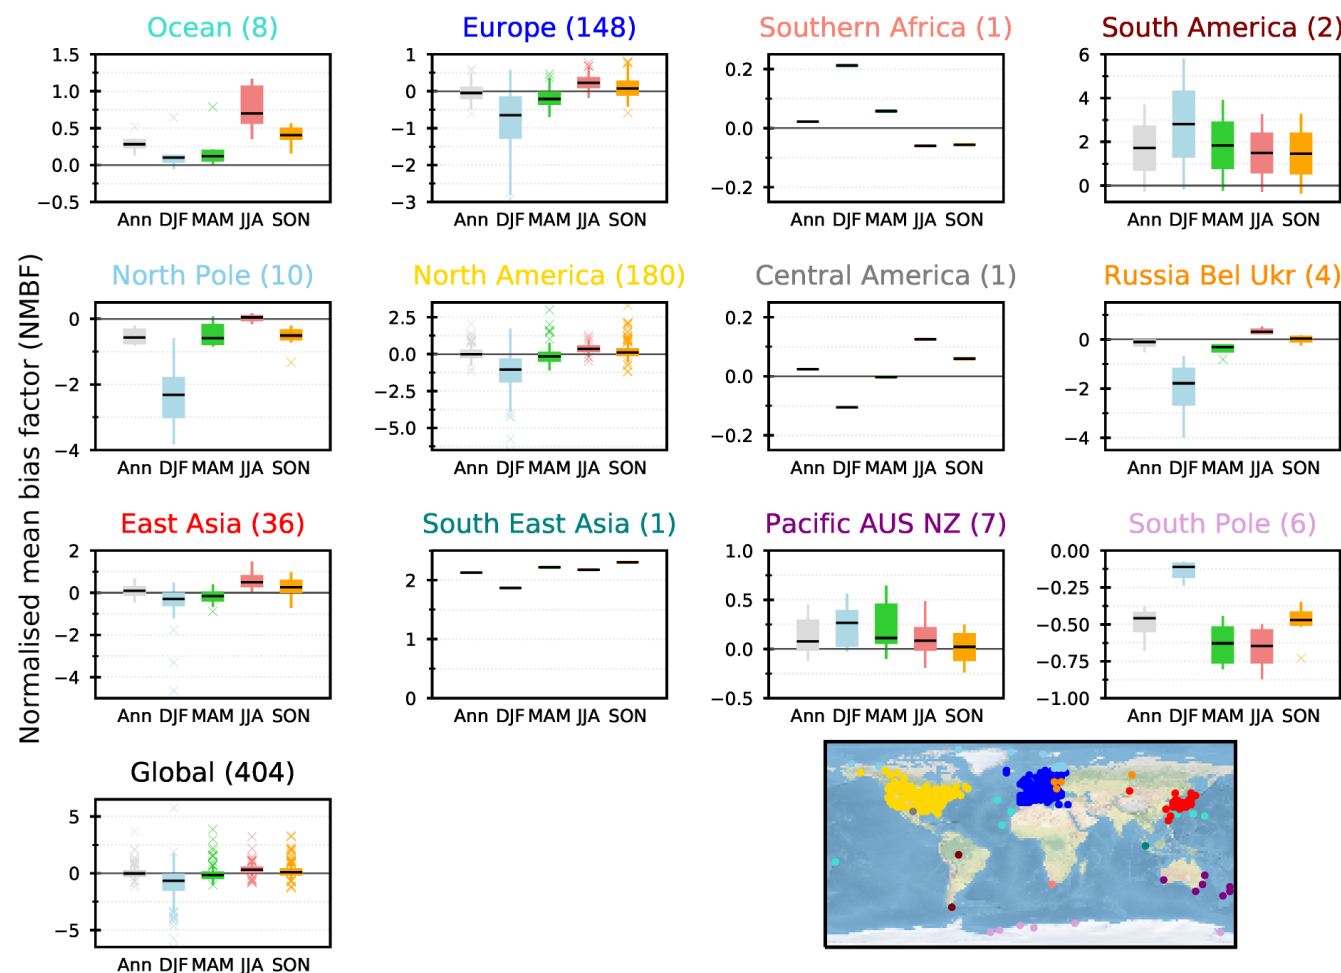 Ocean (8)
Europe (148)
Southern Africa (1)
South America (2)
1.5
1.0
0.5
0.0
−0.5
1
0
−1
−2
−3
0.2
0.0
−0.2
6
4
2
0
Ann DJF MAM JJA SON
Ann DJF MAM JJA SON
Ann DJF MAM JJA SON
Ann DJF MAM JJA SON
Normalised mean bias factor (NMBF)
North Pole (10)
North America (180)
Central America (1)
Russia Bel Ukr (4)
0
−2
−4
2.5
0.0
−2.5
−5.0
0.2
0.0
−0.2
0
−2
−4
Ann DJF MAM JJA SON
Ann DJF MAM JJA SON
Ann DJF MAM JJA SON
Ann DJF MAM JJA SON
East Asia (36)
South East Asia (1)
Pacific AUS NZ (7)
South Pole (6)
2
0
−2
−4
2
1
0
1.0
0.5
0.0
−0.5
0.00
−0.25
−0.50
−0.75
−1.00
Ann DJF MAM JJA SON
Ann DJF MAM JJA SON
Ann DJF MAM JJA SON
Ann DJF MAM JJA SON
Global (404)
5
0
−5
Ann DJF MAM JJA SON